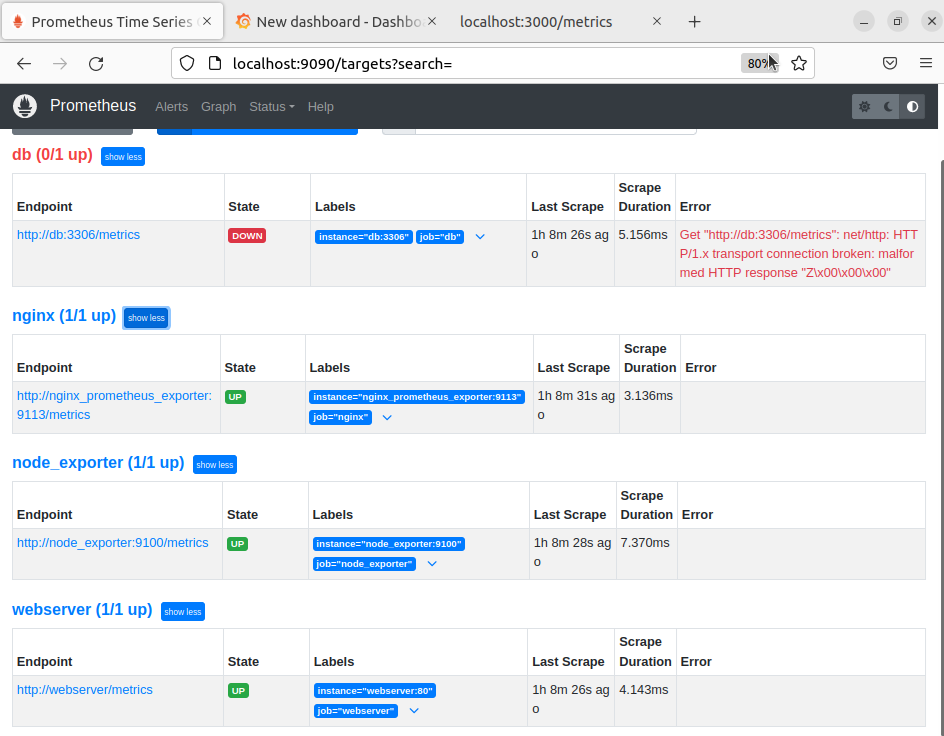 Prometheus Time Series
New dashboard - Dashbo
localhost:3000/metrics
localhost:9090/targets?search=
80%
Prometheus
Alerts
Graph
Status
Help
db (0/1 up)
show less
Endpoint
State
Labels
Last Scrape
Scrape
Duration
Error
http://db:3306/metrics
DOWN
instance="db:3306"
job="db"
1h 8m 26s ag
o
5.156ms
Get "http://db:3306/metrics": net/http: HTT
P/1.x transport connection broken: malfor
med HTTP response "Z\x00\x00\x00"
nginx (1/1 up)
show less
Endpoint
State
Labels
Last Scrape
Scrape
Duration
Error
http://nginx_prometheus_exporter:
9113/metrics
UP
instance="nginx_prometheus_exporter:9113"
job="nginx"
1h 8m 31s ag
o
3.136ms
node_exporter (1/1 up)
show less
Endpoint
State
Labels
Last Scrape
Scrape
Duration
Error
http://node_exporter:9100/metrics
UP
instance="node_exporter:9100"
job="node_exporter"
1h 8m 28s ag
o
7.370ms
webserver (1/1 up)
show less
Endpoint
State
Labels
Last Scrape
Scrape
Duration
Error
http://webserver/metrics
UP
instance="webserver:80"
job="webserver"
1h 8m 26s ag
o
4.143ms